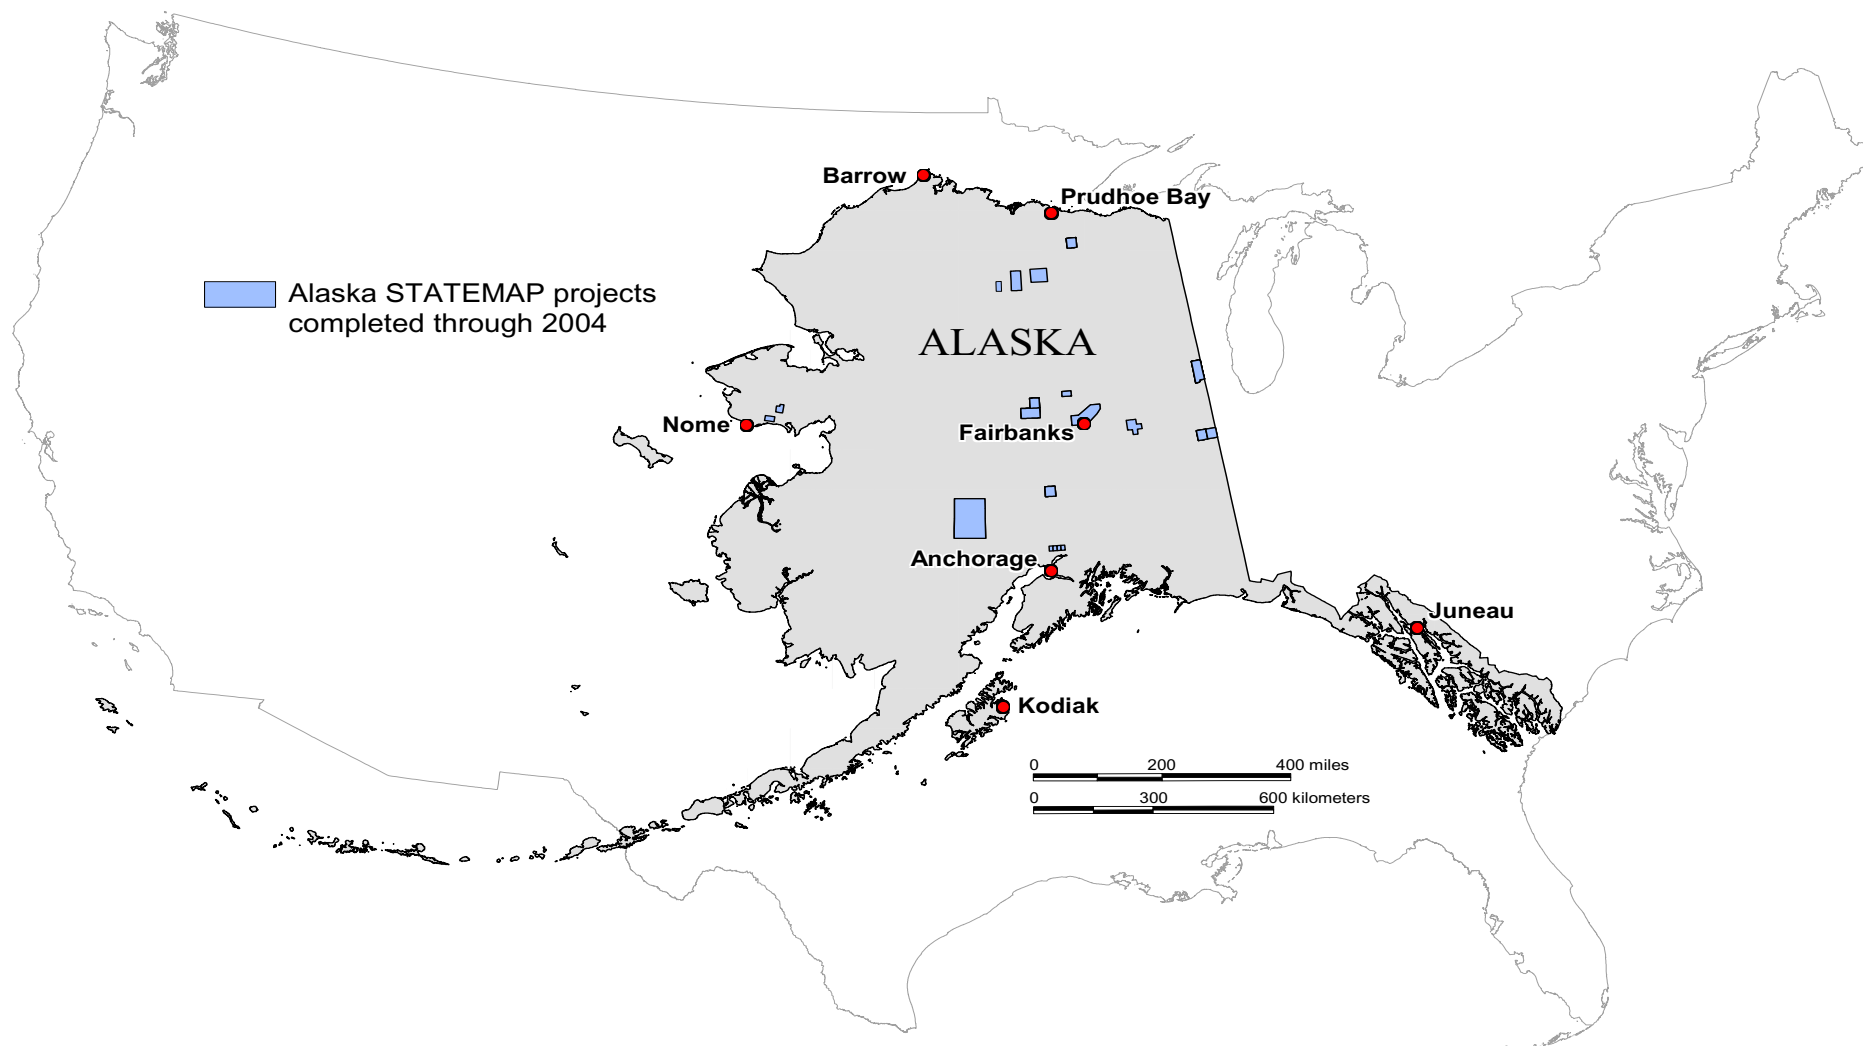 Barrow
Prudhoe Bay
Alaska STATEMAP projects
completed through 2004
ALASKA
Nome
Fairbanks
Anchorage
Juneau
Kodiak
0 200 400 miles
0 300 600 kilometers